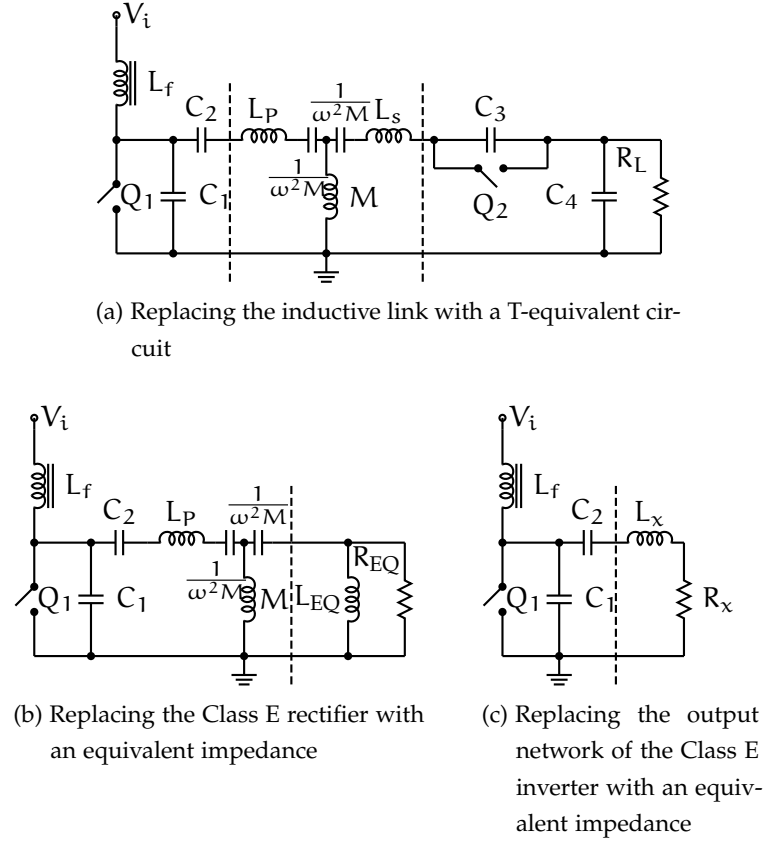 V_i
L_f
C_2
L_P
1/ω²M
L_s
C_3
Q_1
C_1
1/ω²M
M
Q_2
C_4
R_L
(a) Replacing the inductive link with a T-equivalent cir-
cuit
V_i
L_f
C_2
L_P
1/ω²M
Q_1
C_1
1/ω²M
M
L_EQ
R_EQ
(b) Replacing the Class E rectifier with
an equivalent impedance
V_i
L_f
C_2
L_x
Q_1
C_1
R_x
(c) Replacing the output
network of the Class E
inverter with an equiv-
alent impedance